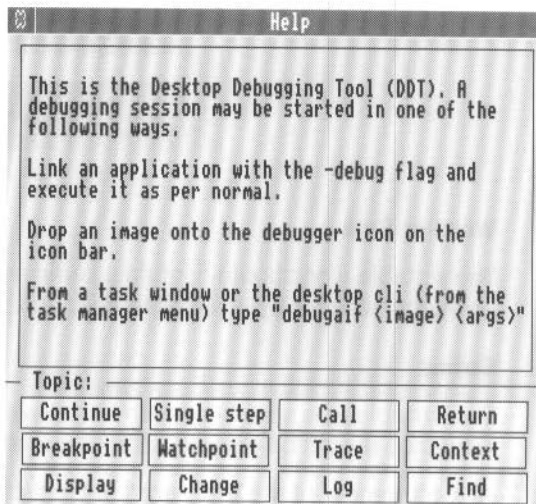 Help
This is the Desktop Debugging Tool (DDT). A
debugging session may be started in one of the
following ways.
Link an application with the -debug flag and
execute it as per normal.
Drop an image onto the debugger icon on the
icon bar.
From a task window or the desktop cli (from the
task manager menu) type "debugaif <image> <args>"
Topic:
Continue Single step Call Return
Breakpoint Watchpoint Trace Context
Display Change Log Find